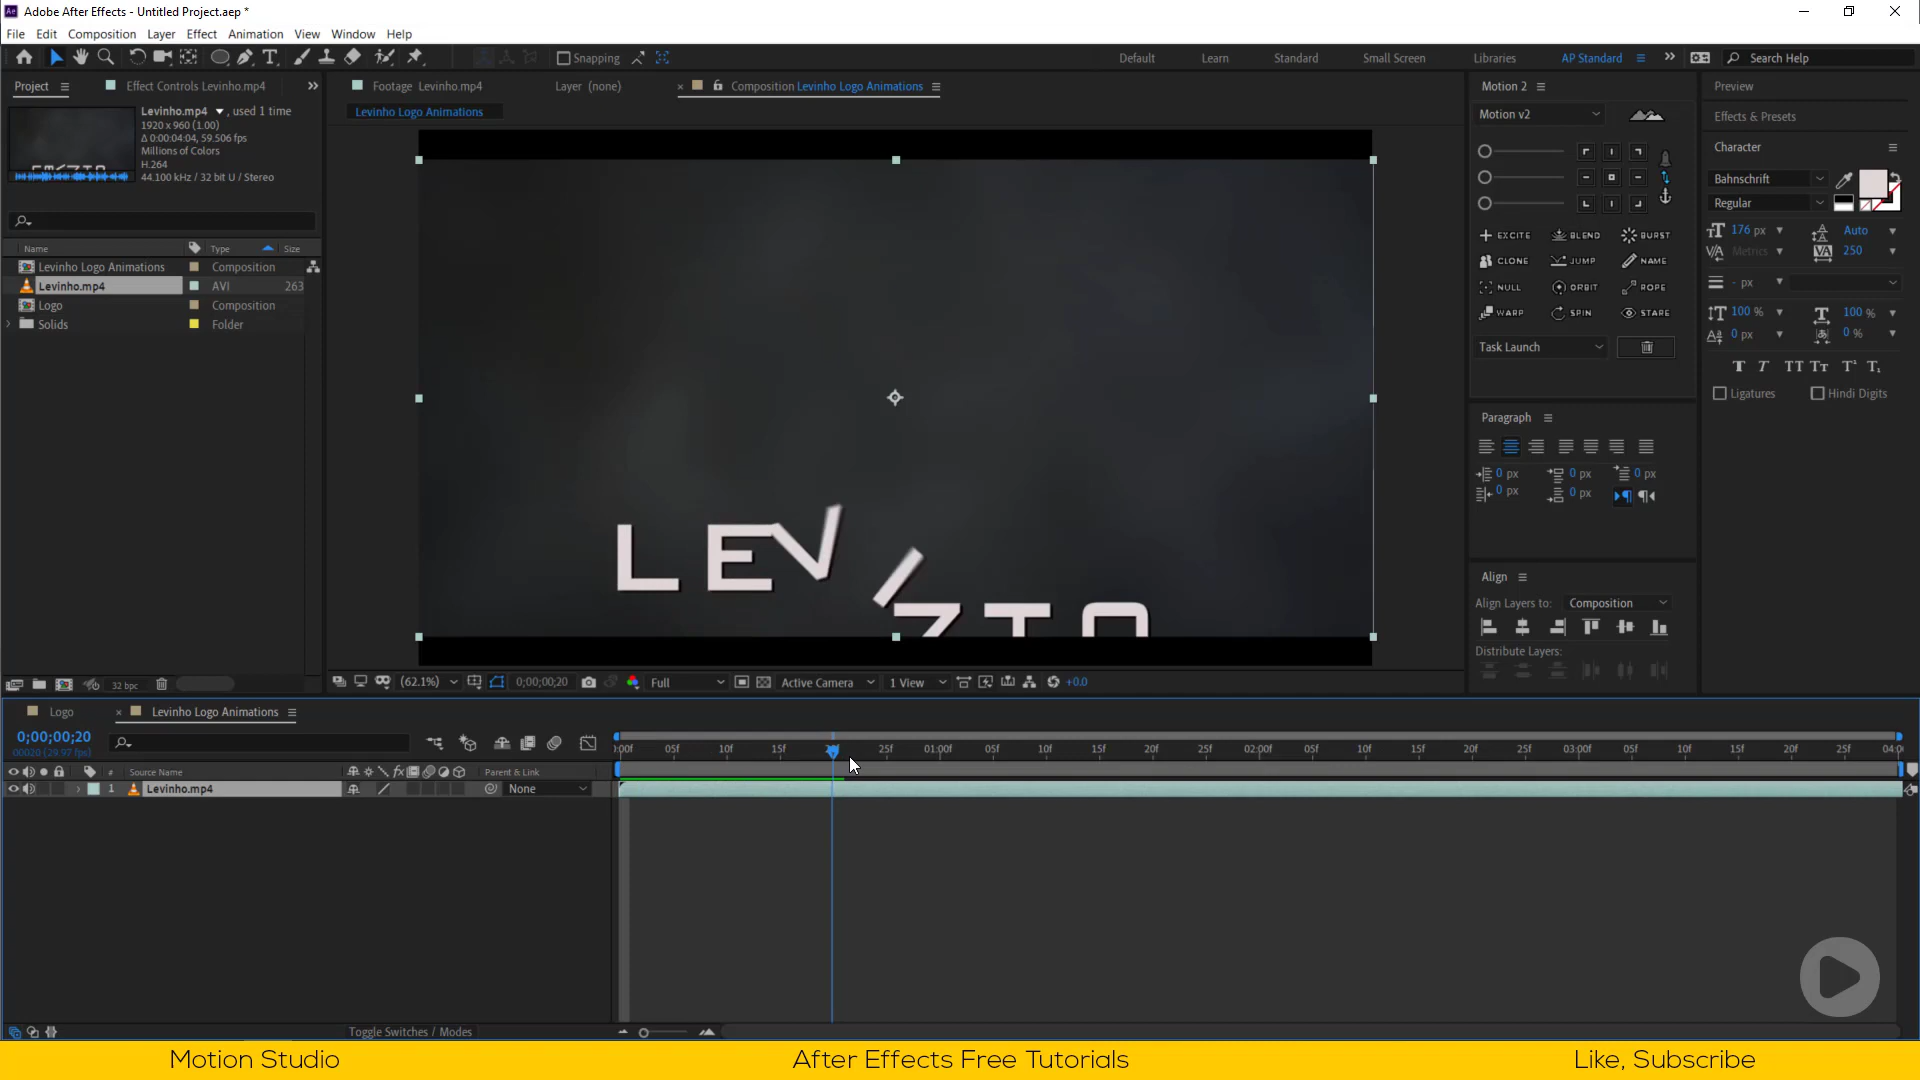 Adobe After Effects - Untitled Project.aep *
File Edit Composition Layer Effect Animation View Window Help
Snapping
Default Learn Standard Small Screen Libraries AP Standard Search Help
Project Effect Controls Levinho.mp4
Footage Levinho.mp4 Layer (none) Composition Levinho Logo Animations
Levinho Logo Animations
Levinho.mp4 , used 1 time
1920 x 960 (1.00)
Δ 0:00:04:04, 59.506 fps
Millions of Colors
H.264
44.100 kHz / 32 bit U / Stereo
Name Type Size
Levinho Logo Animations Composition
Levinho.mp4 AVI 263
Logo Composition
Solids Folder
32 bpc
LEV
(62.1%) 0;00;00;20 Full Active Camera 1 View +0.0
Motion 2
Motion v2
EXCITE BLEND BURST
CLONE JUMP NAME
NULL ORBIT ROPE
WARP SPIN STARE
Task Launch
Paragraph
0 px 0 px 0 px
0 px 0 px
Align
Align Layers to: Composition
Distribute Layers:
Preview
Effects & Presets
Character
Bahnschrift
Regular
176 px Auto
Metrics 250
- px
100 % 100 %
0 px 0 %
T T TT Tt T¹ T₁
Ligatures Hindi Digits
Logo Levinho Logo Animations
0;00;00;20
00020 (29.97 fps)
:00f 05f 10f 15f 20f 25f 01:00f 05f 10f 15f 20f 25f 02:00f 05f 10f 15f 20f 25f 03:00f 05f 10f 15f 20f 25f 04:0
# Source Name Parent & Link
1 Levinho.mp4 None
Toggle Switches / Modes
Motion Studio After Effects Free Tutorials Like, Subscribe